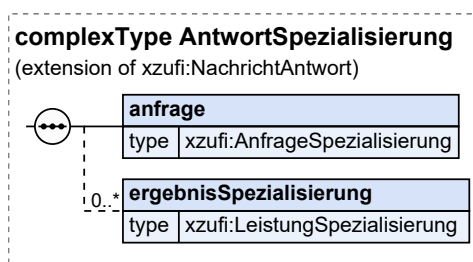 complexType AntwortSpezialisierung
(extension of xzufi:NachrichtAntwort)
anfrage
type xzufi:AnfrageSpezialisierung
0..* ergebnisSpezialisierung
type xzufi:LeistungSpezialisierung